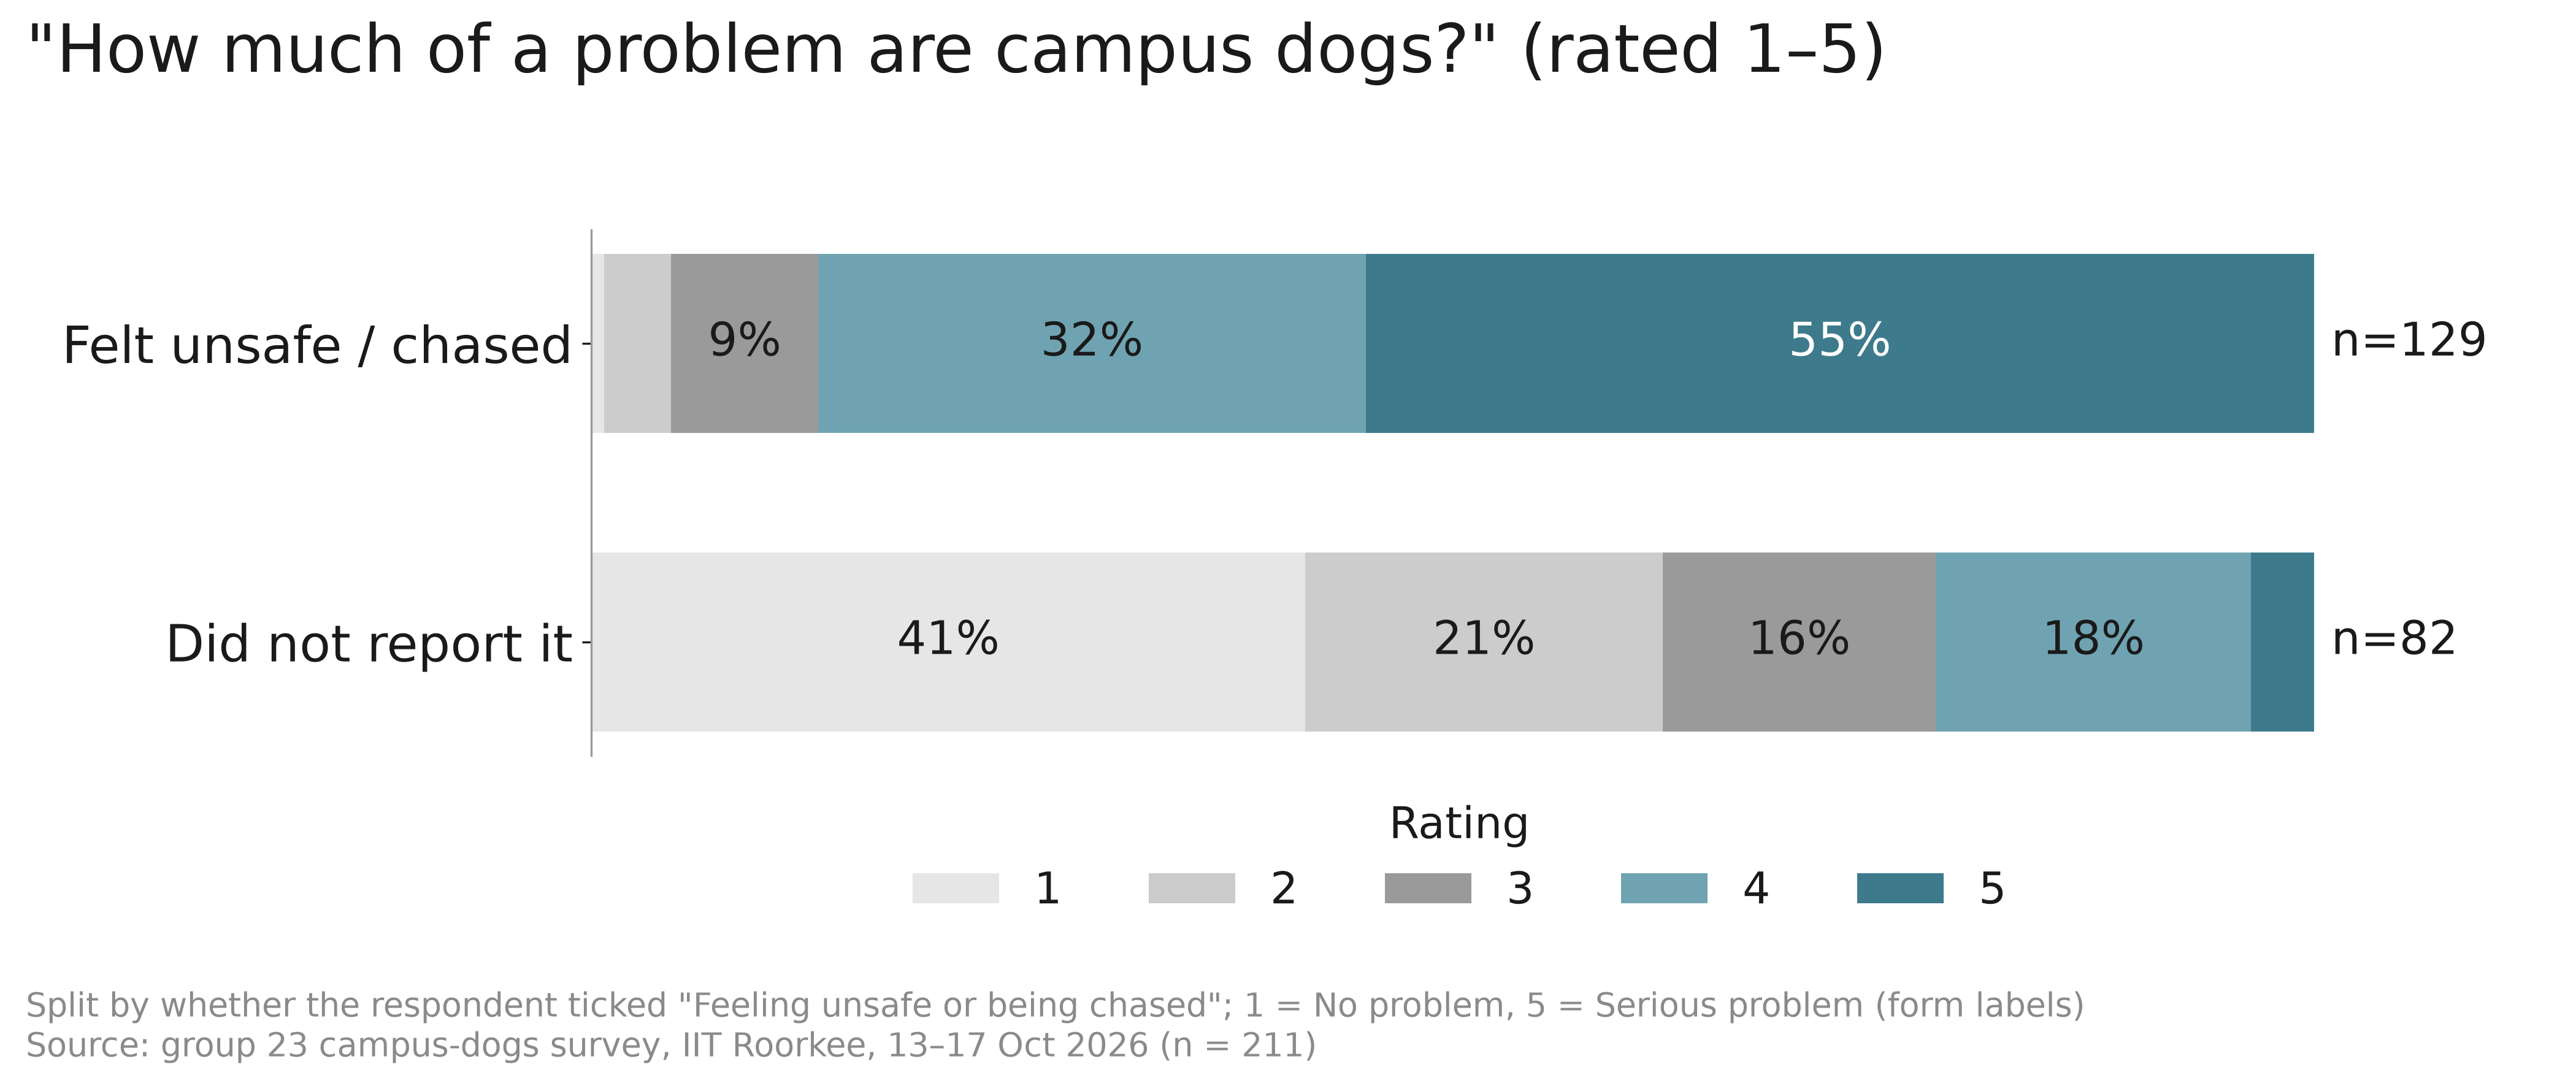 "How much of a problem are campus dogs?" (rated 1–5)
Felt unsafe / chased 9% 32% 55% n=129
Did not report it 41% 21% 16% 18% n=82
Rating
1 2 3 4 5
Split by whether the respondent ticked "Feeling unsafe or being chased"; 1 = No problem, 5 = Serious problem (form labels)
Source: group 23 campus-dogs survey, IIT Roorkee, 13–17 Oct 2026 (n = 211)